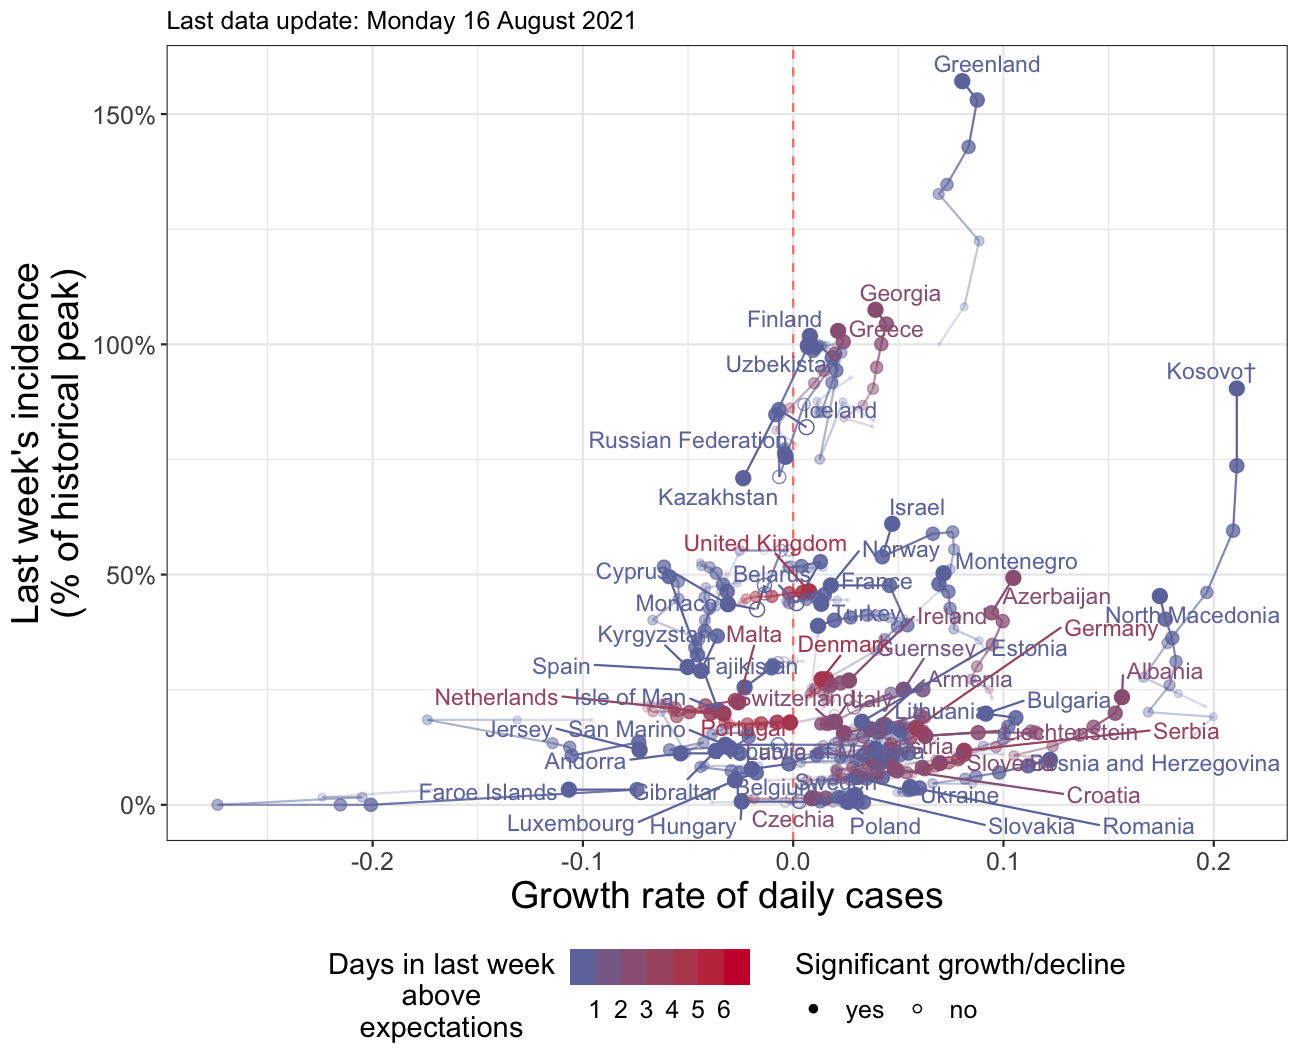 Last data update: Monday 16 August 2021
Last week's incidence
(% of historical peak)
150%
100%
50%
0%
Greenland
Georgia
Finland
Greece
Uzbekistan
Kosovo†
Iceland
Russian Federation
Kazakhstan
Israel
United Kingdom
Norway
Montenegro
Cyprus
Belarus
France
Azerbaijan
Monaco
Turkey
Ireland
North Macedonia
Kyrgyzstan
Malta
Denmark
Guernsey
Estonia
Germany
Spain
Tajikistan
Albania
Netherlands
Isle of Man
Switzerland
Italy
Armenia
Lithuania
Bulgaria
Jersey
San Marino
Portugal
Liechtenstein
Serbia
Andorra
Republic of Moldova
Austria
Slovenia
Bosnia and Herzegovina
Faroe Islands
Gibraltar
Belgium
Sweden
Ukraine
Croatia
Luxembourg
Hungary
Czechia
Poland
Slovakia
Romania
-0.2
-0.1
0.0
0.1
0.2
Growth rate of daily cases
Days in last week
above
expectations
1 2 3 4 5 6
Significant growth/decline
yes
no